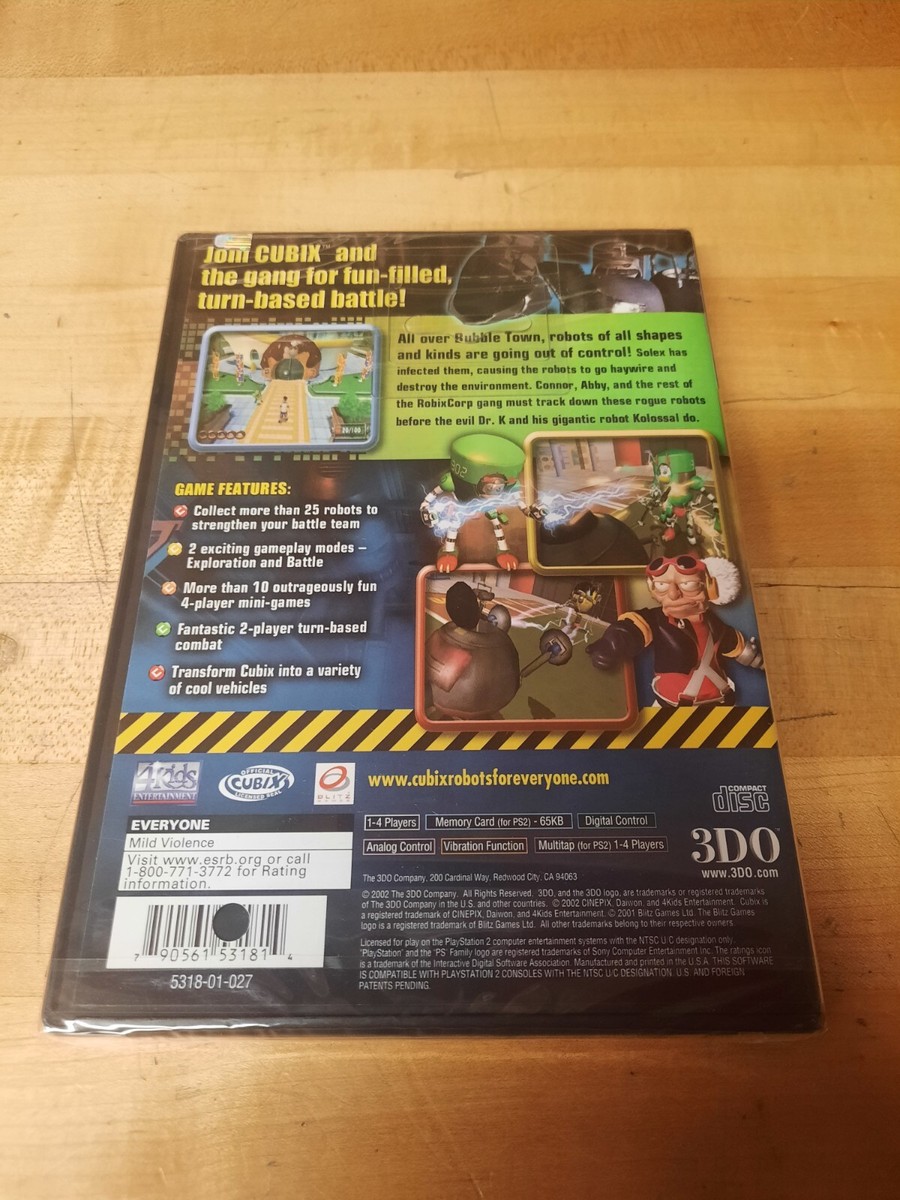 Join CUBIX™ and
the gang for fun-filled,
turn-based battle!
All over Bubble Town, robots of all shapes
and kinds are going out of control! Solex has
infected them, causing the robots to go haywire and
destroy the environment. Connor, Abby, and the rest of
the RobixCorp gang must track down these rogue robots
before the evil Dr. K and his gigantic robot Kolossal do.
20/100
GAME FEATURES:
Collect more than 25 robots to
strengthen your battle team
2 exciting gameplay modes –
Exploration and Battle
More than 10 outrageously fun
4-player mini-games
Fantastic 2-player turn-based
combat
Transform Cubix into a variety
of cool vehicles
4Kids
ENTERTAINMENT
OFFICIAL
CUBIX
LICENSED SEAL
BLITZ
GAMES
www.cubixrobotsforeveryone.com
COMPACT
disc
EVERYONE
Mild Violence
Visit www.esrb.org or call
1-800-771-3772 for Rating
information.
1-4 Players
Memory Card (for PS2) - 65KB
Digital Control
Analog Control
Vibration Function
Multitap (for PS2) 1-4 Players
3DO
www.3DO.com
The 3DO Company, 200 Cardinal Way, Redwood City, CA 94063
© 2002 The 3DO Company. All Rights Reserved. 3DO, and the 3DO logo, are trademarks or registered trademarks
of The 3DO Company in the U.S. and other countries. © 2002 CINEPIX, Daiwon, and 4Kids Entertainment. Cubix is
a registered trademark of CINEPIX, Daiwon, and 4Kids Entertainment. © 2001 Blitz Games Ltd. The Blitz Games
logo is a registered trademark of Blitz Games Ltd. All other trademarks belong to their respective owners.
Licensed for play on the PlayStation 2 computer entertainment systems with the NTSC U/C designation only.
"PlayStation" and the "PS" Family logo are registered trademarks of Sony Computer Entertainment Inc. The ratings icon
is a trademark of the Interactive Digital Software Association. Manufactured and printed in the U.S.A. THIS SOFTWARE
IS COMPATIBLE WITH PLAYSTATION 2 CONSOLES WITH THE NTSC U/C DESIGNATION. U.S. AND FOREIGN
PATENTS PENDING.
7 90561 53181 4
5318-01-027